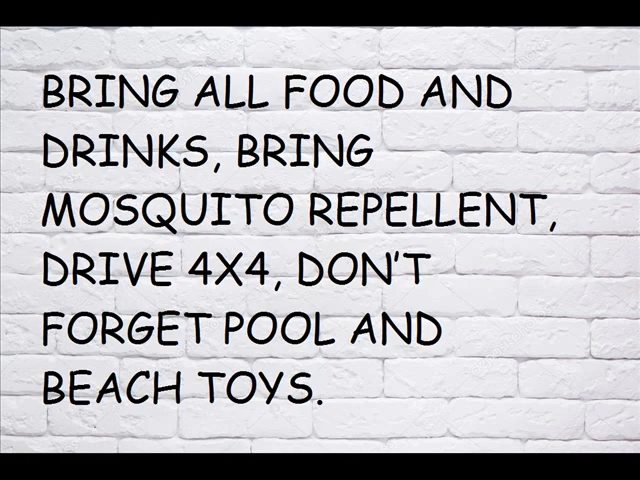 BRING ALL FOOD AND
DRINKS, BRING
MOSQUITO REPELLENT,
DRIVE 4X4, DON'T
FORGET POOL AND
BEACH TOYS.